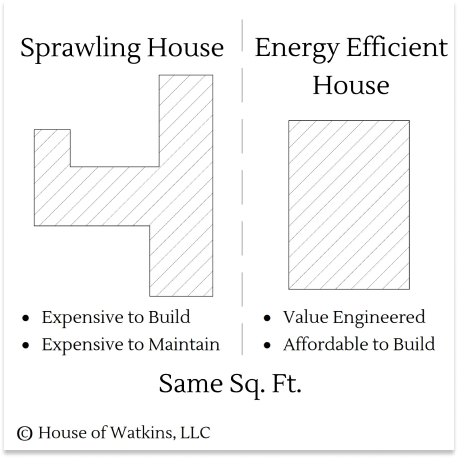 Sprawling House
Energy Efficient
House
• Expensive to Build
• Expensive to Maintain
• Value Engineered
• Affordable to Build
Same Sq. Ft.
© House of Watkins, LLC